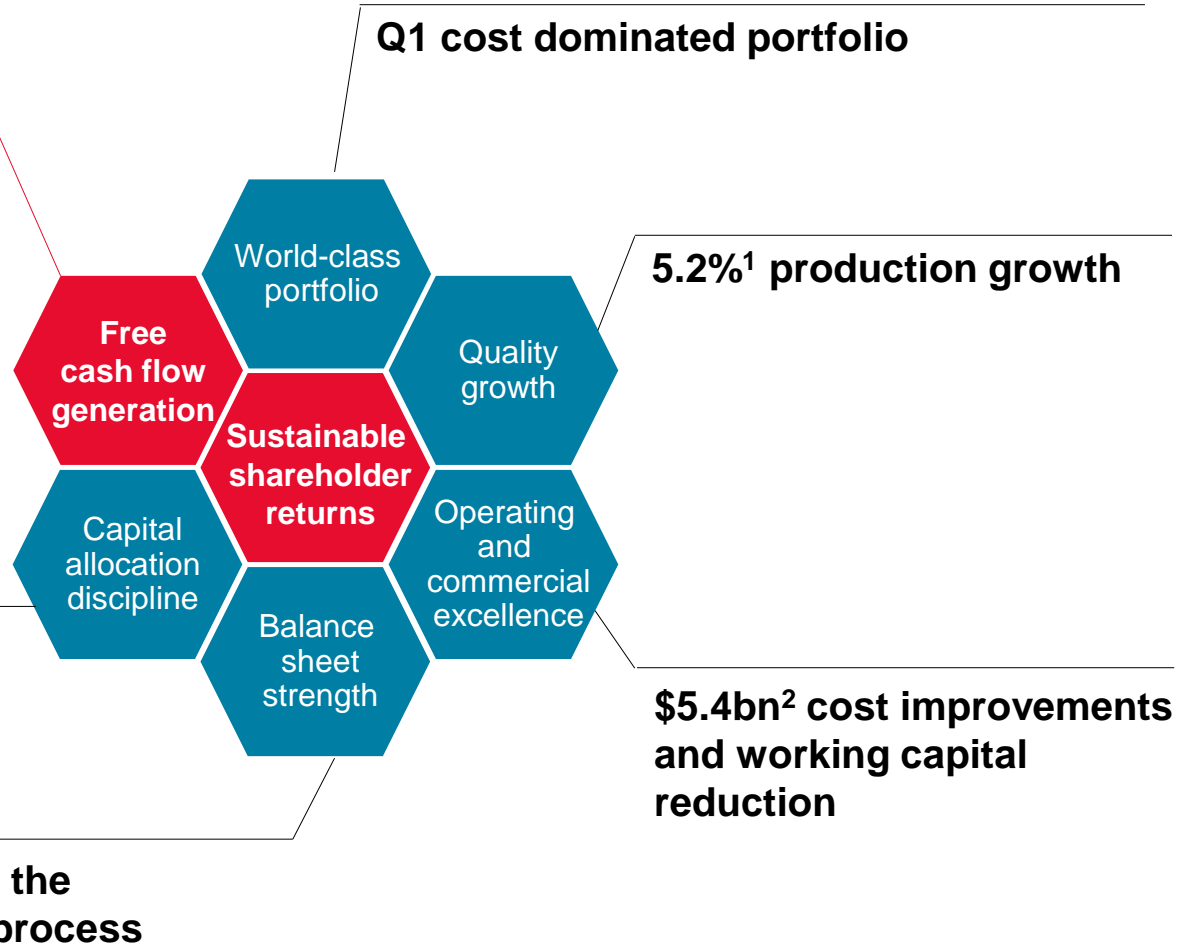 Q1 cost dominated portfolio
World-class
portfolio
5.2%¹ production growth
Free
cash flow
generation
Quality
growth
Sustainable
shareholder
returns
Capital
allocation
discipline
Operating
and
commercial
excellence
Balance
sheet
strength
$5.4bn² cost improvements
and working capital
reduction
the
process